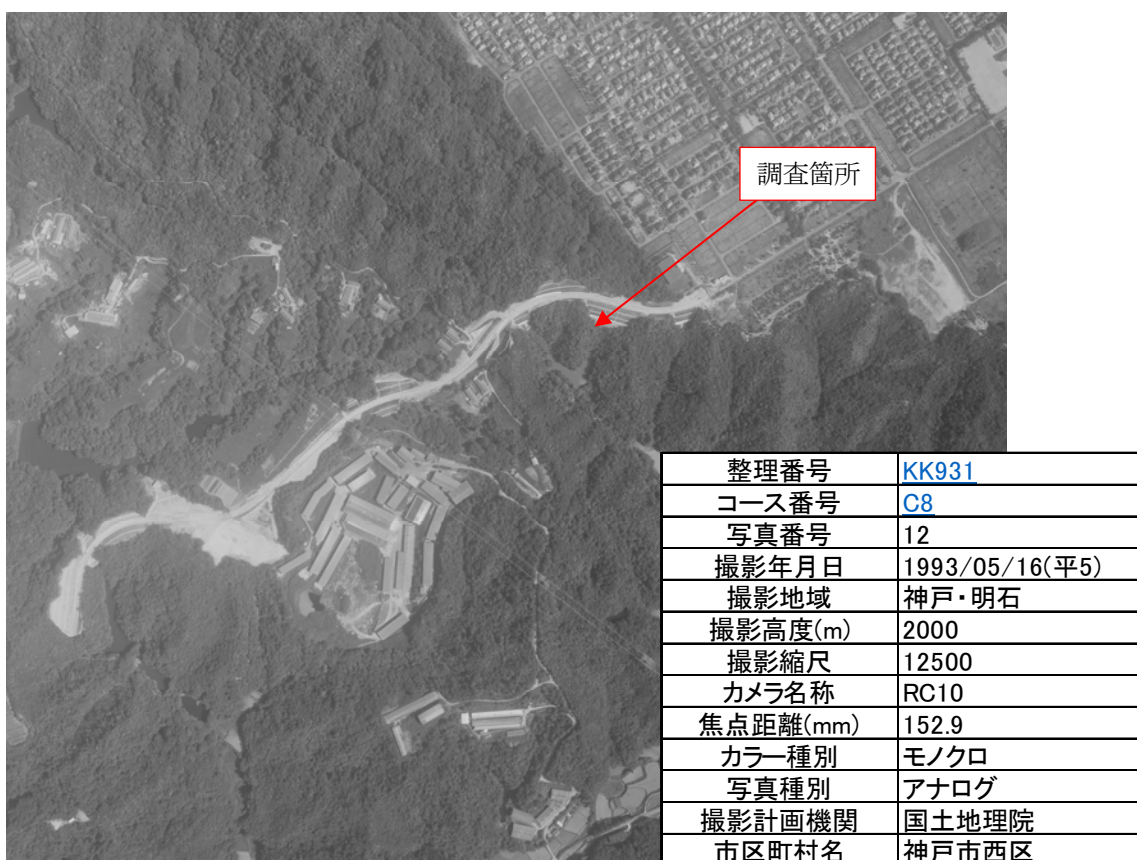 調査箇所
整理番号 KK931
コース番号 C8
写真番号 12
撮影年月日 1993/05/16(平5)
撮影地域 神戸・明石
撮影高度(m) 2000
撮影縮尺 12500
カメラ名称 RC10
焦点距離(mm) 152.9
カラー種別 モノクロ
写真種別 アナログ
撮影計画機関 国土地理院
市区町村名 神戸市西区